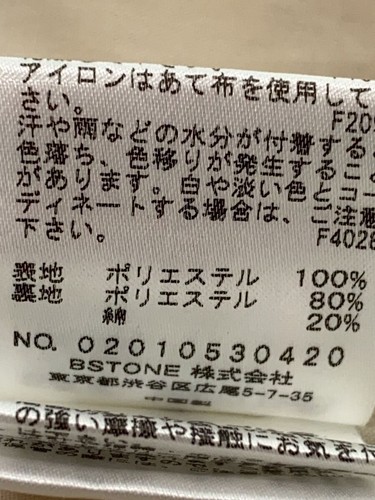 アイロンはあて布を使用して
さい。
F209
汗や雨などの水分が付着する
色落ち、色移りが発生するこ
があります。白や淡い色とコー
ディネートする場合は、ご注意
下さい。
F4028
表地 ポリエステル 100%
裏地 ポリエステル 80%
綿 20%
NO. 02010530420
BSTONE 株式会社
東京都渋谷区広尾5-7-35
中国製
の強い摩擦や接触にお気を付